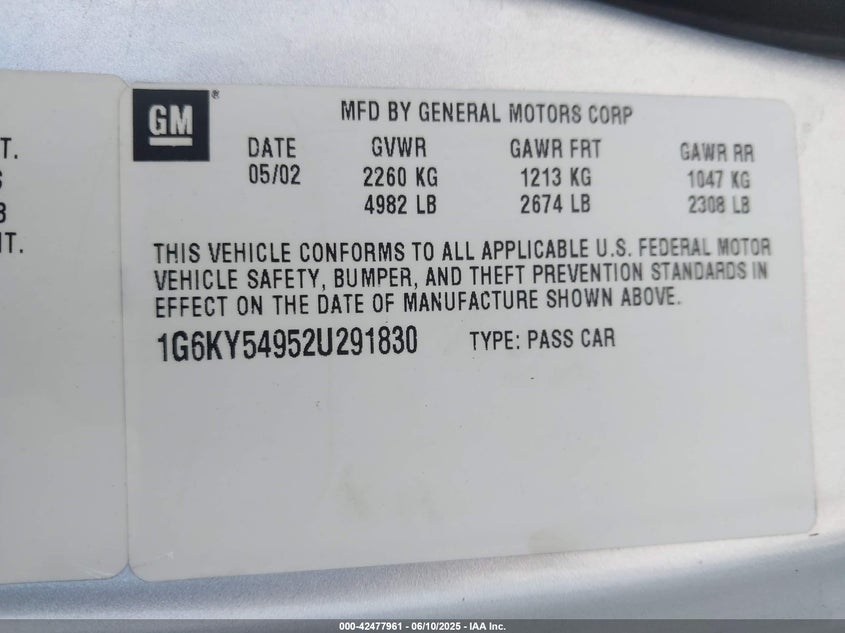 T.
S
B
IT.
GM®
MFD BY GENERAL MOTORS CORP
DATE GVWR GAWR FRT GAWR RR
05/02 2260 KG 1213 KG 1047 KG
4982 LB 2674 LB 2308 LB
THIS VEHICLE CONFORMS TO ALL APPLICABLE U.S. FEDERAL MOTOR
VEHICLE SAFETY, BUMPER, AND THEFT PREVENTION STANDARDS IN
EFFECT ON THE DATE OF MANUFACTURE SHOWN ABOVE.
1G6KY54952U291830 TYPE: PASS CAR
000-42477961 - 06/10/2025 - IAA Inc.